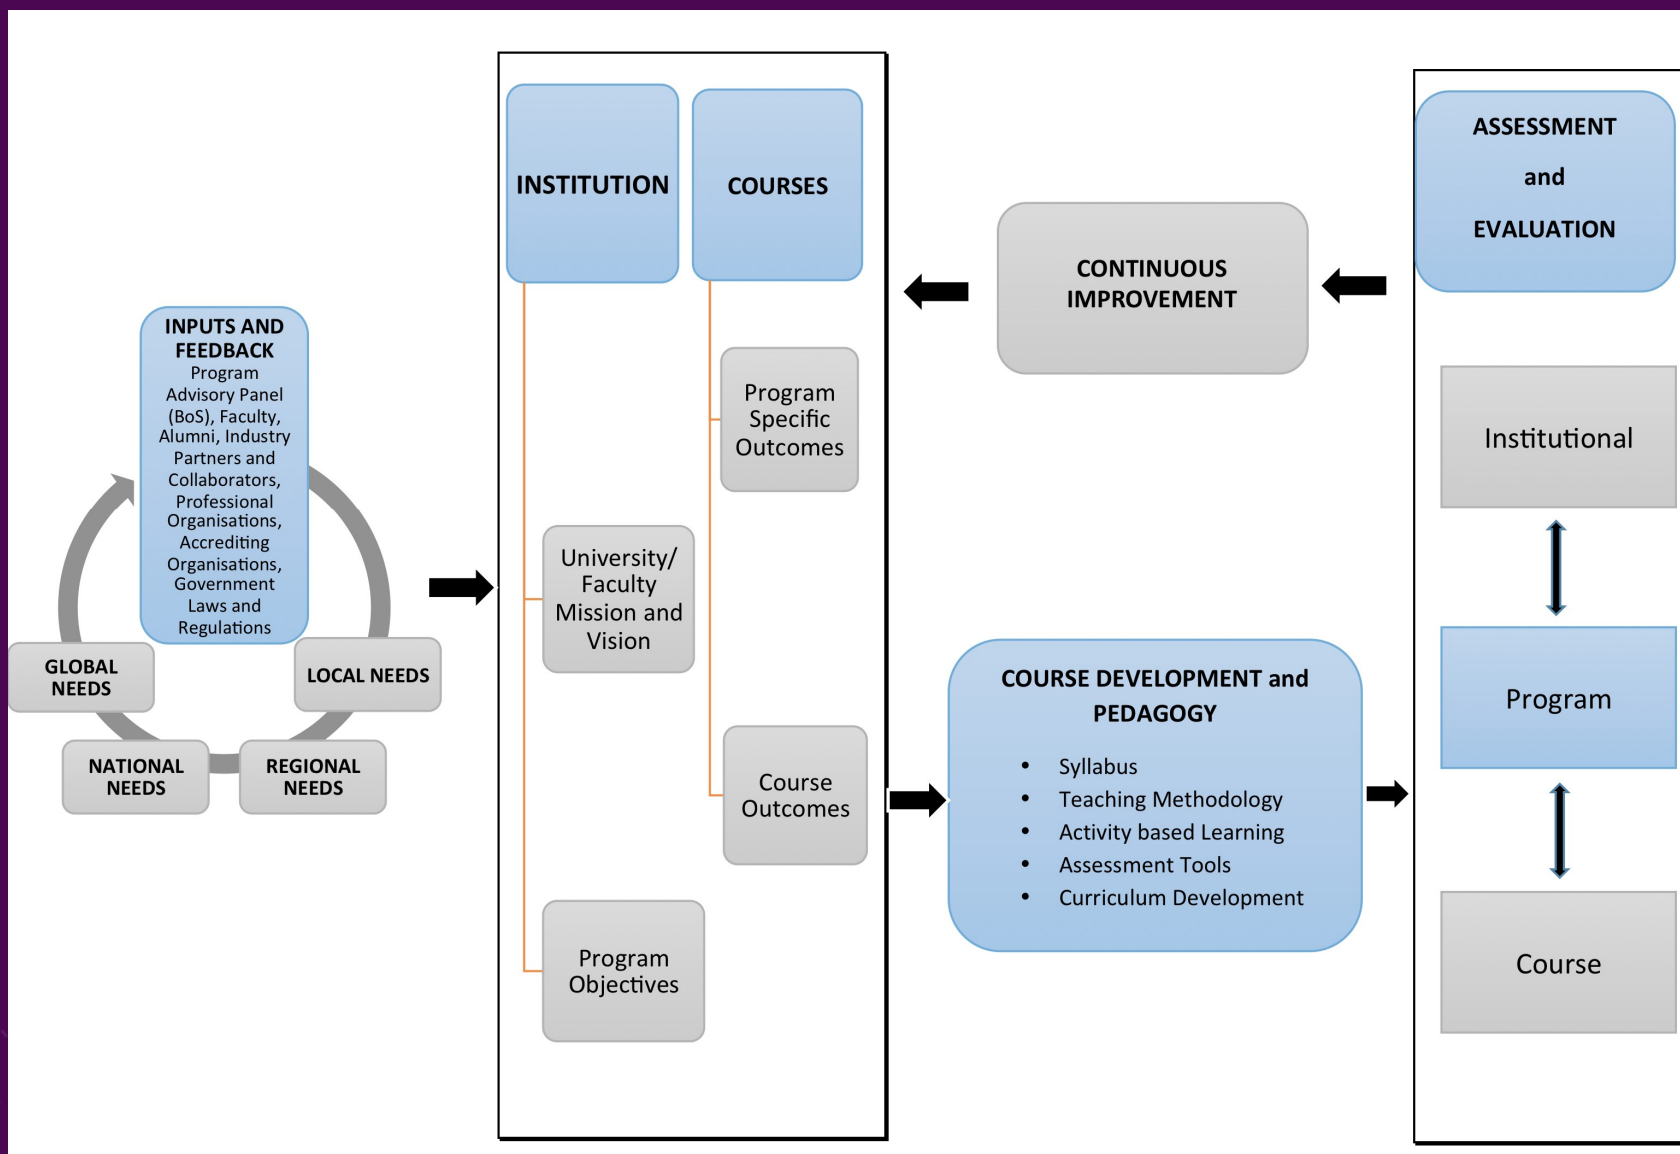 INPUTS AND
FEEDBACK
Program
Advisory Panel
(BoS), Faculty,
Alumni, Industry
Partners and
Collaborators,
Professional
Organisations,
Accrediting
Organisations,
Government
Laws and
Regulations
GLOBAL
NEEDS
LOCAL NEEDS
NATIONAL
NEEDS
REGIONAL
NEEDS
INSTITUTION
University/
Faculty
Mission and
Vision
Program
Objectives
COURSES
Program
Specific
Outcomes
Course
Outcomes
CONTINUOUS
IMPROVEMENT
COURSE DEVELOPMENT and
PEDAGOGY
• Syllabus
• Teaching Methodology
• Activity based Learning
• Assessment Tools
• Curriculum Development
ASSESSMENT
and
EVALUATION
Institutional
Program
Course